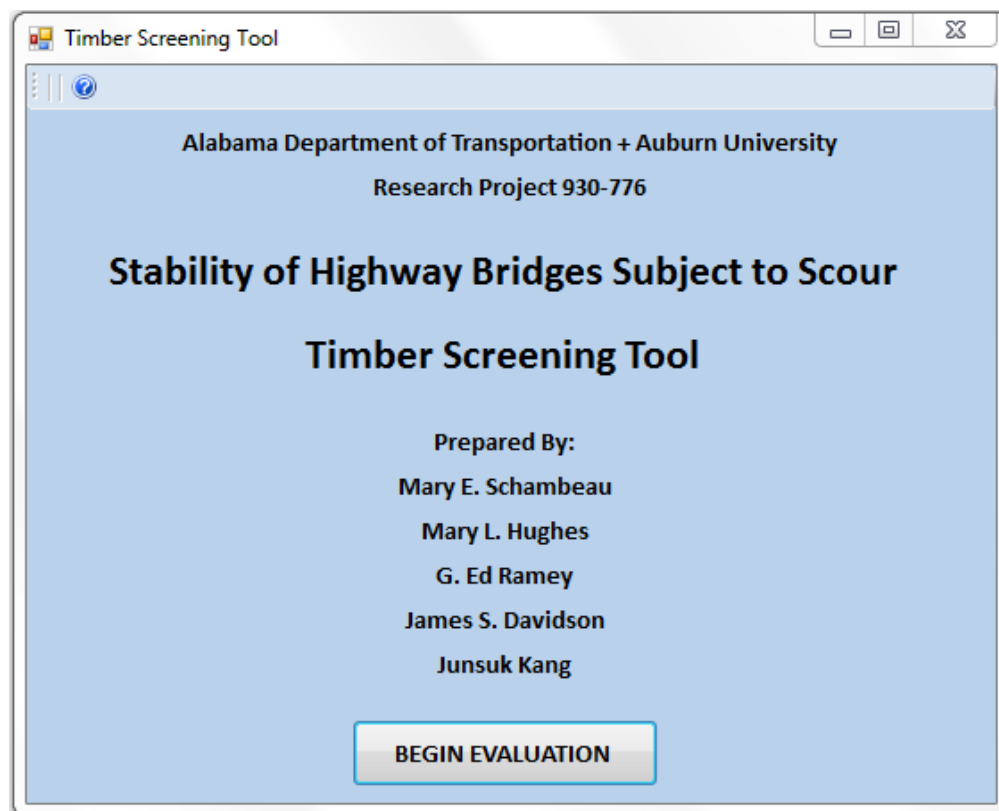 Timber Screening Tool
Alabama Department of Transportation + Auburn University
Research Project 930-776
Stability of Highway Bridges Subject to Scour
Timber Screening Tool
Prepared By:
Mary E. Schambeau
Mary L. Hughes
G. Ed Ramey
James S. Davidson
Junsuk Kang
BEGIN EVALUATION